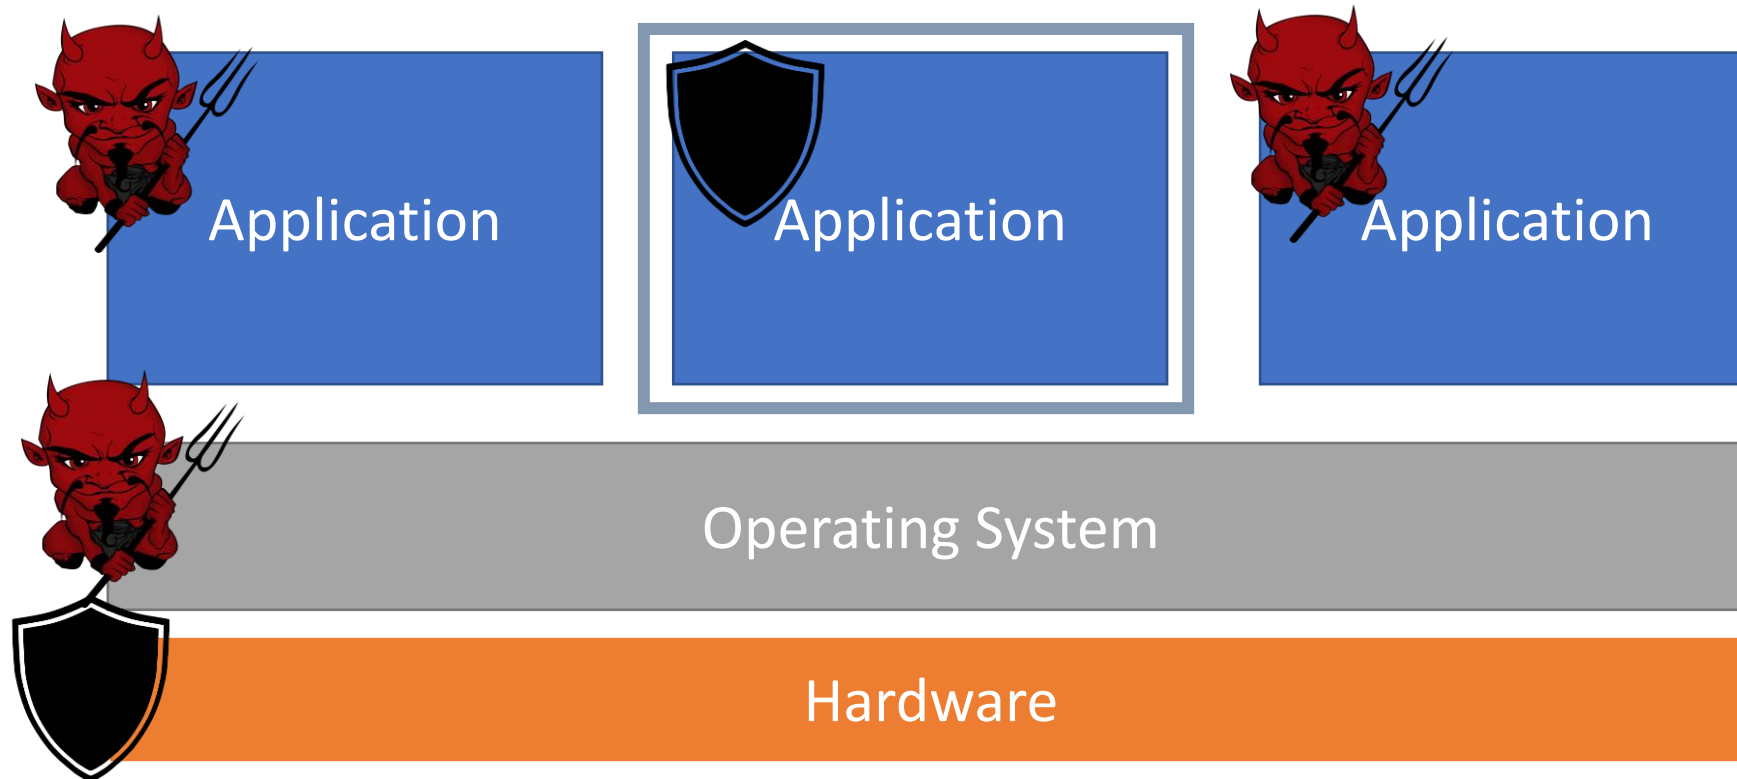 Application
Application
Application
Operating System
Hardware